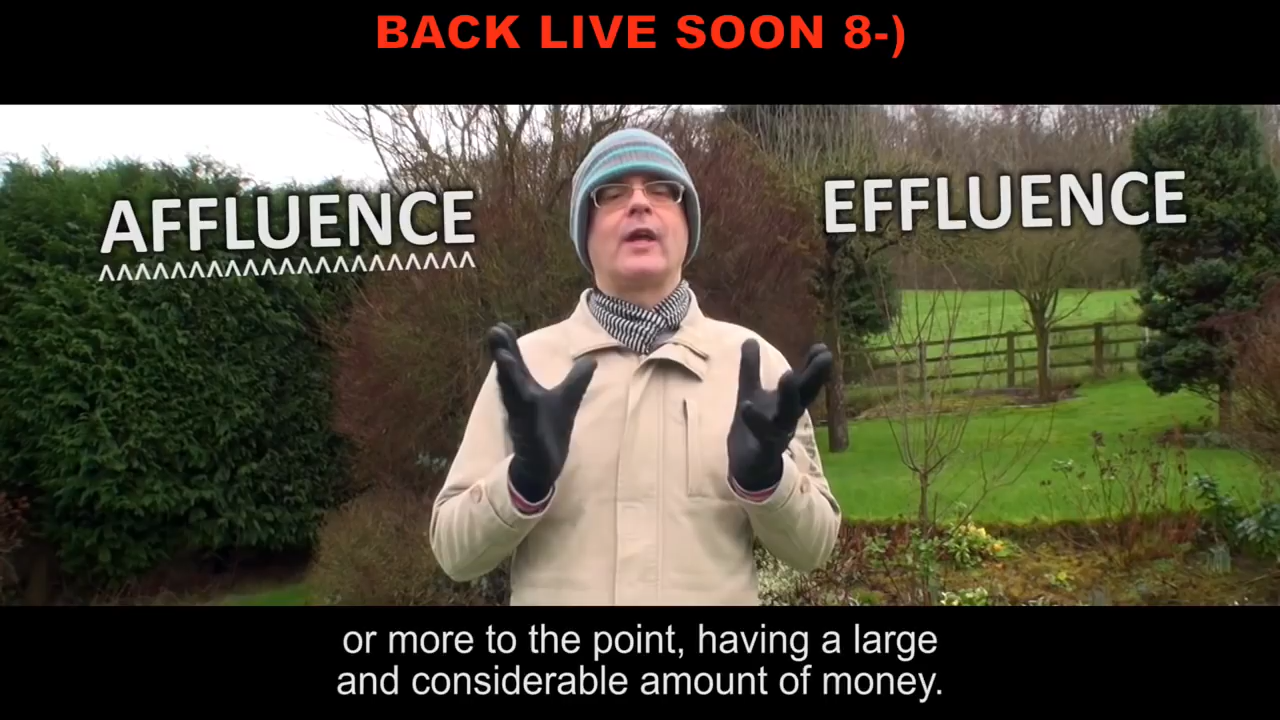 BACK LIVE SOON 8-)
AFFLUENCE
^^^^^^^^^^^^^^^^^^^^^
EFFLUENCE
or more to the point, having a large
and considerable amount of money.